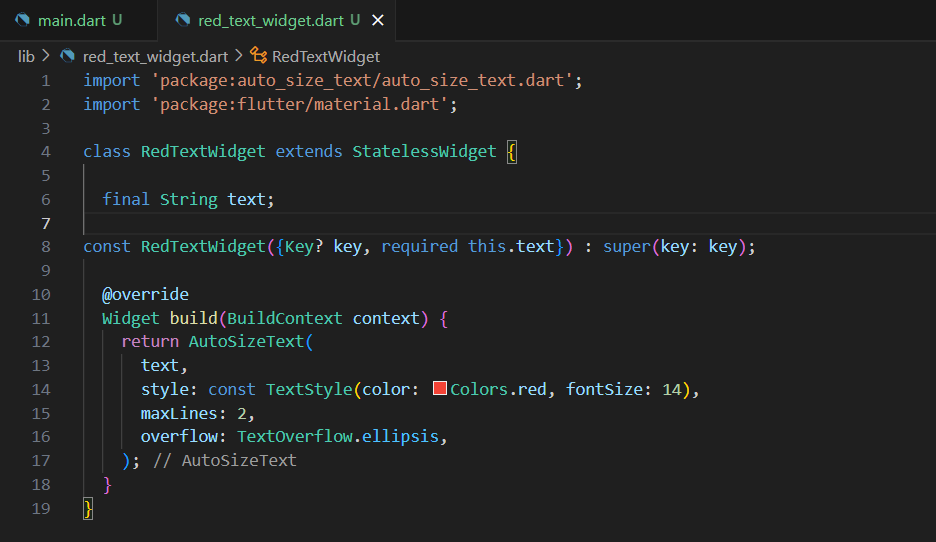 main.dart U red_text_widget.dart U
lib > red_text_widget.dart > RedTextWidget
1 import 'package:auto_size_text/auto_size_text.dart';
2 import 'package:flutter/material.dart';
3
4 class RedTextWidget extends StatelessWidget {
5
6   final String text;
7
8 const RedTextWidget({Key? key, required this.text}) : super(key: key);
9
10   @override
11   Widget build(BuildContext context) {
12     return AutoSizeText(
13       text,
14       style: const TextStyle(color: Colors.red, fontSize: 14),
15       maxLines: 2,
16       overflow: TextOverflow.ellipsis,
17     ); // AutoSizeText
18   }
19 }